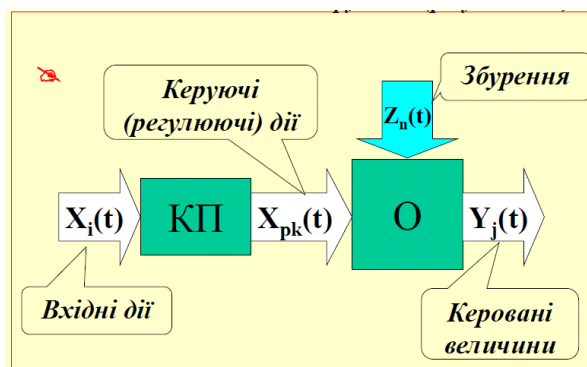 Керуючі
(регулюючі) дії
Збурення
Zn(t)
Xi(t)
КП
Xpk(t)
О
Yj(t)
Вхідні дії
Керовані
величини